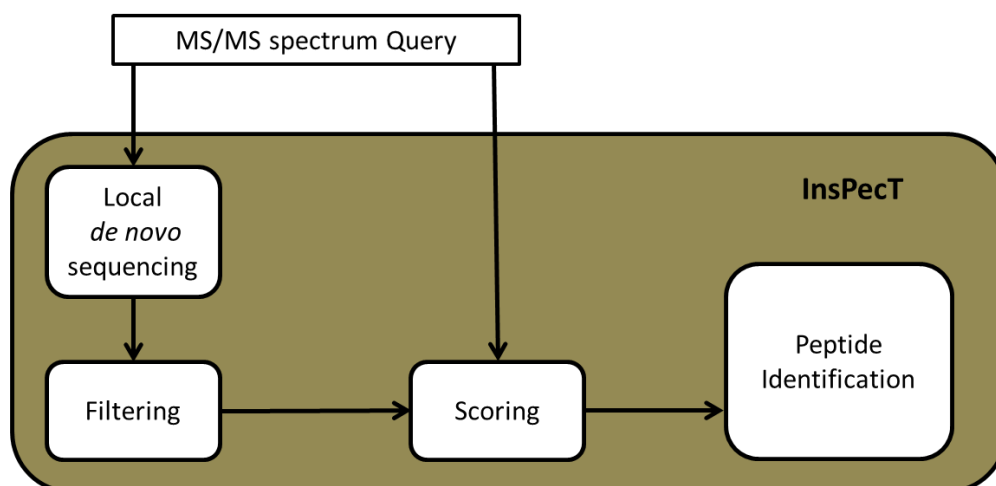 MS/MS spectrum Query
InsPecT
Local
de novo
sequencing
Peptide
Identification
Filtering
Scoring